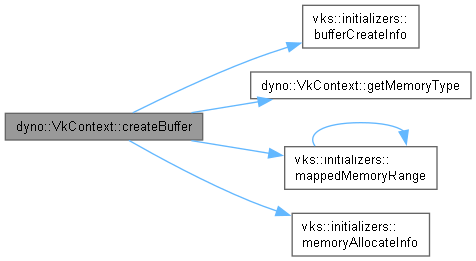 vks::initializers::
bufferCreateInfo
dyno::VkContext::getMemoryType
dyno::VkContext::createBuffer
vks::initializers::
mappedMemoryRange
vks::initializers::
memoryAllocateInfo